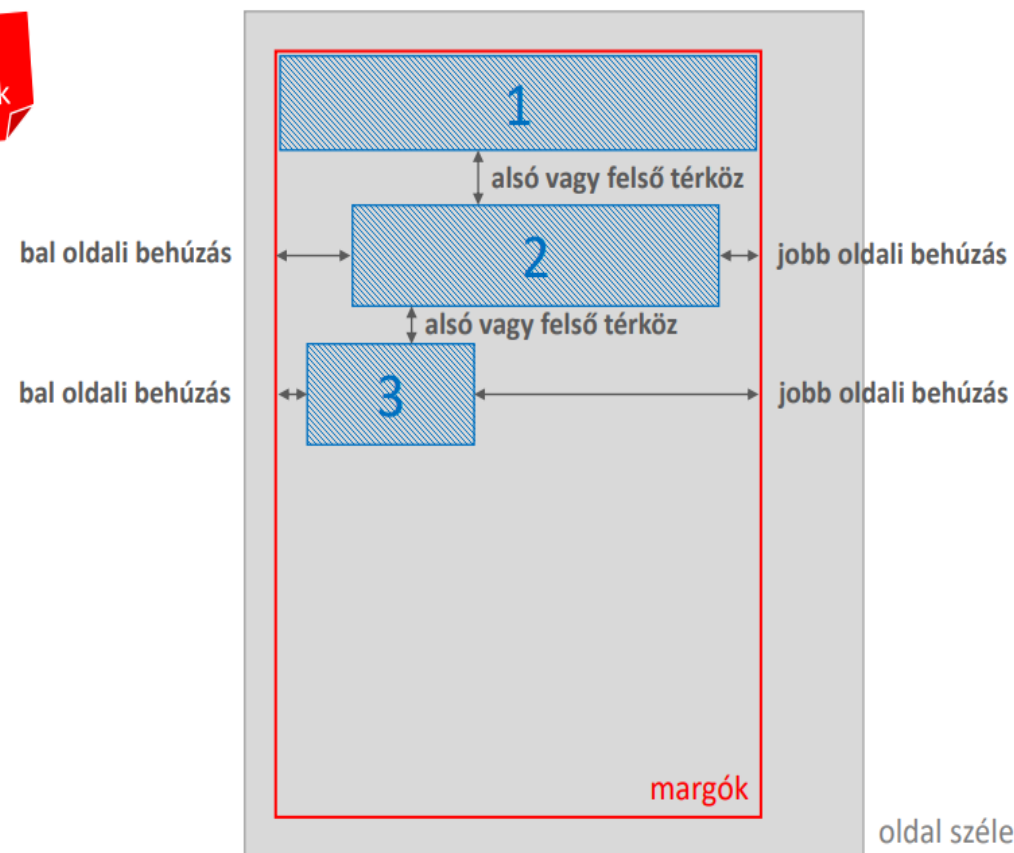 1
alsó vagy felső térköz
bal oldali behúzás
2
jobb oldali behúzás
alsó vagy felső térköz
bal oldali behúzás
3
jobb oldali behúzás
margók
oldal széle